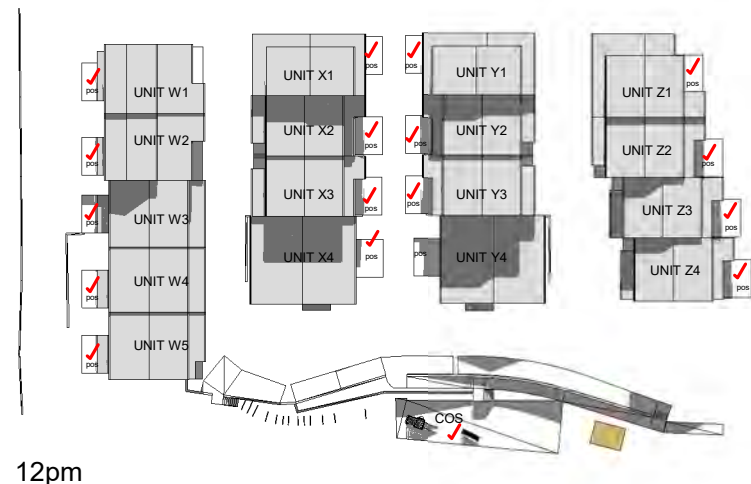 UNIT W1
pos
UNIT W2
pos
UNIT W3
pos
UNIT W4
pos
UNIT W5
pos
UNIT X1
pos
UNIT X2
pos
UNIT X3
pos
UNIT X4
pos
UNIT Y1
pos
UNIT Y2
pos
UNIT Y3
pos
UNIT Y4
pos
UNIT Z1
pos
UNIT Z2
pos
UNIT Z3
pos
UNIT Z4
pos
COS
12pm